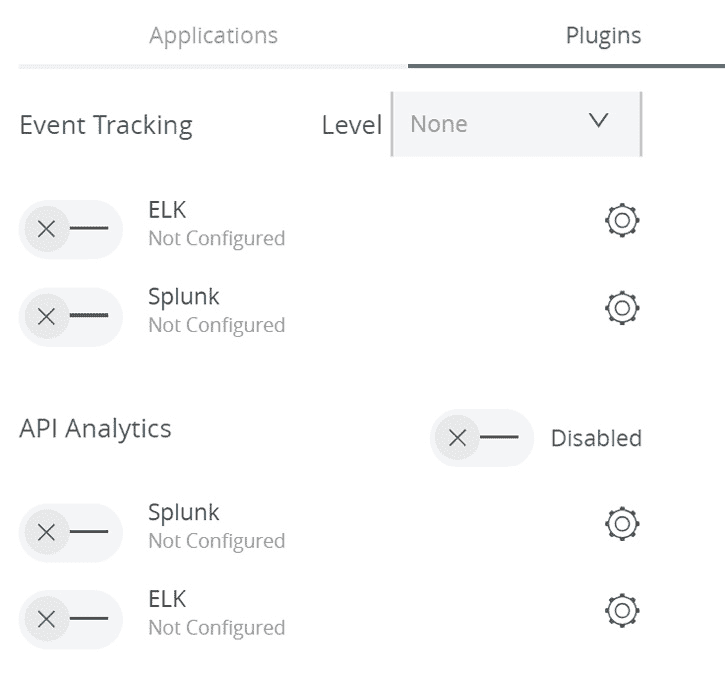 Applications Plugins
Event Tracking Level None
ELK
Not Configured
Splunk
Not Configured
API Analytics Disabled
Splunk
Not Configured
ELK
Not Configured